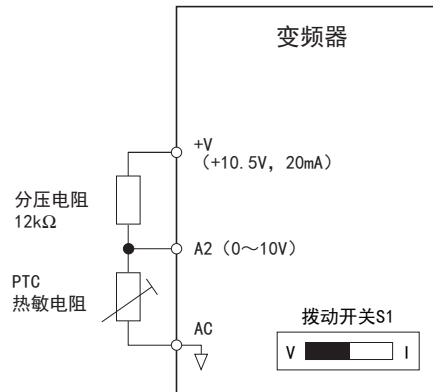 变频器
+V
（+10.5V, 20mA）
分压电阻
12kΩ
A2（0～10V）
PTC
热敏电阻
AC
拨动开关S1
V
I